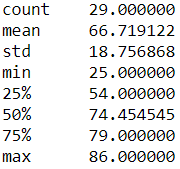 count    29.000000
mean     66.719122
std      18.756868
min      25.000000
25%      54.000000
50%      74.454545
75%      79.000000
max      86.000000